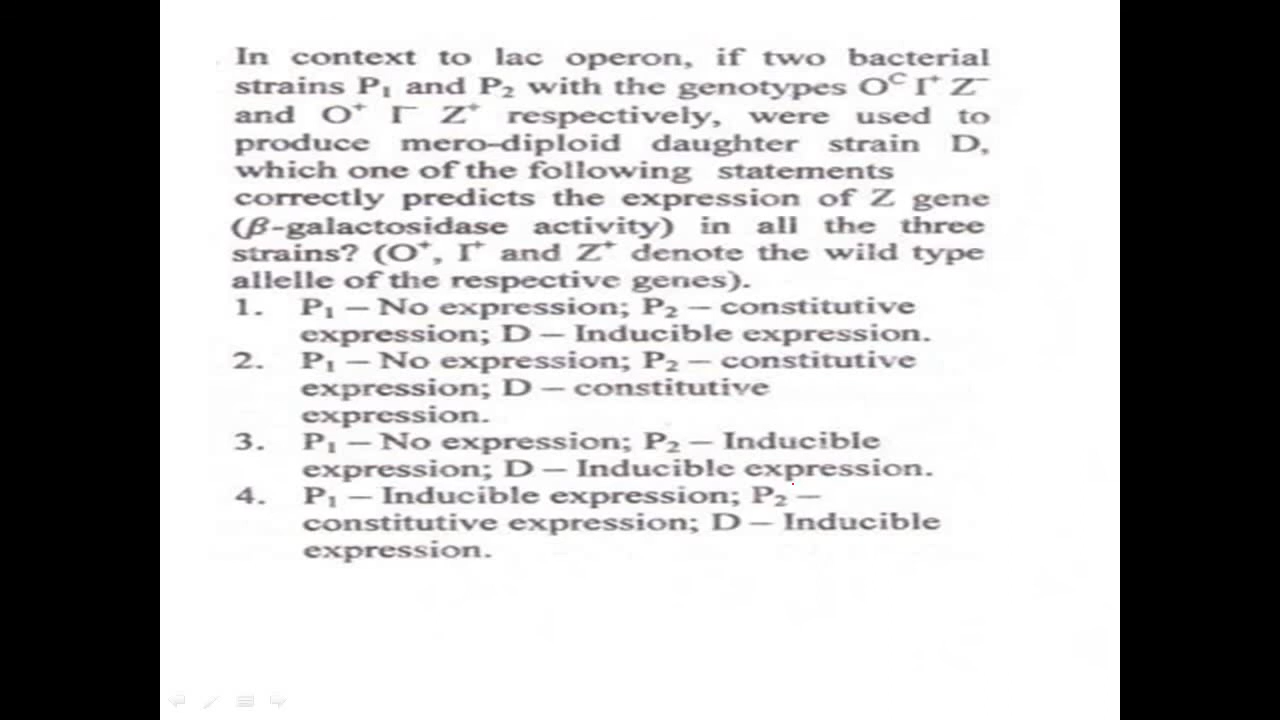 In context to lac operon, if two bacterial
strains P₁ and P₂ with the genotypes Oᶜ I⁺ Z⁻
and O⁺ I⁻ Z⁺ respectively, were used to
produce mero-diploid daughter strain D,
which one of the following statements
correctly predicts the expression of Z gene
(β-galactosidase activity) in all the three
strains? (O⁺, I⁺ and Z⁺ denote the wild type
allelle of the respective genes).
1. P₁ – No expression; P₂ – constitutive
expression; D – Inducible expression.
2. P₁ – No expression; P₂ – constitutive
expression; D – constitutive
expression.
3. P₁ – No expression; P₂ – Inducible
expression; D – Inducible expression.
4. P₁ – Inducible expression; P₂ –
constitutive expression; D – Inducible
expression.